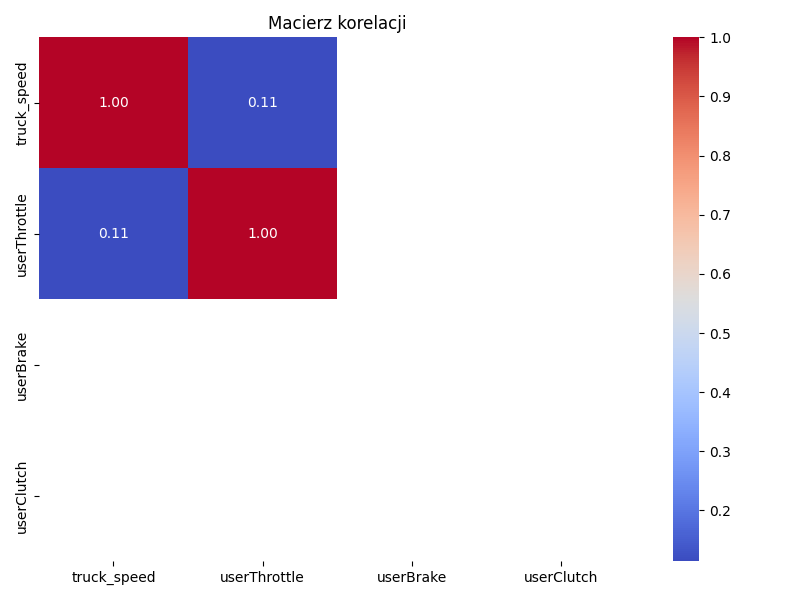 Macierz korelacji
truck_speed
userThrottle
userBrake
userClutch
1.00
0.11
0.11
1.00
truck_speed
userThrottle
userBrake
userClutch
1.0
0.9
0.8
0.7
0.6
0.5
0.4
0.3
0.2